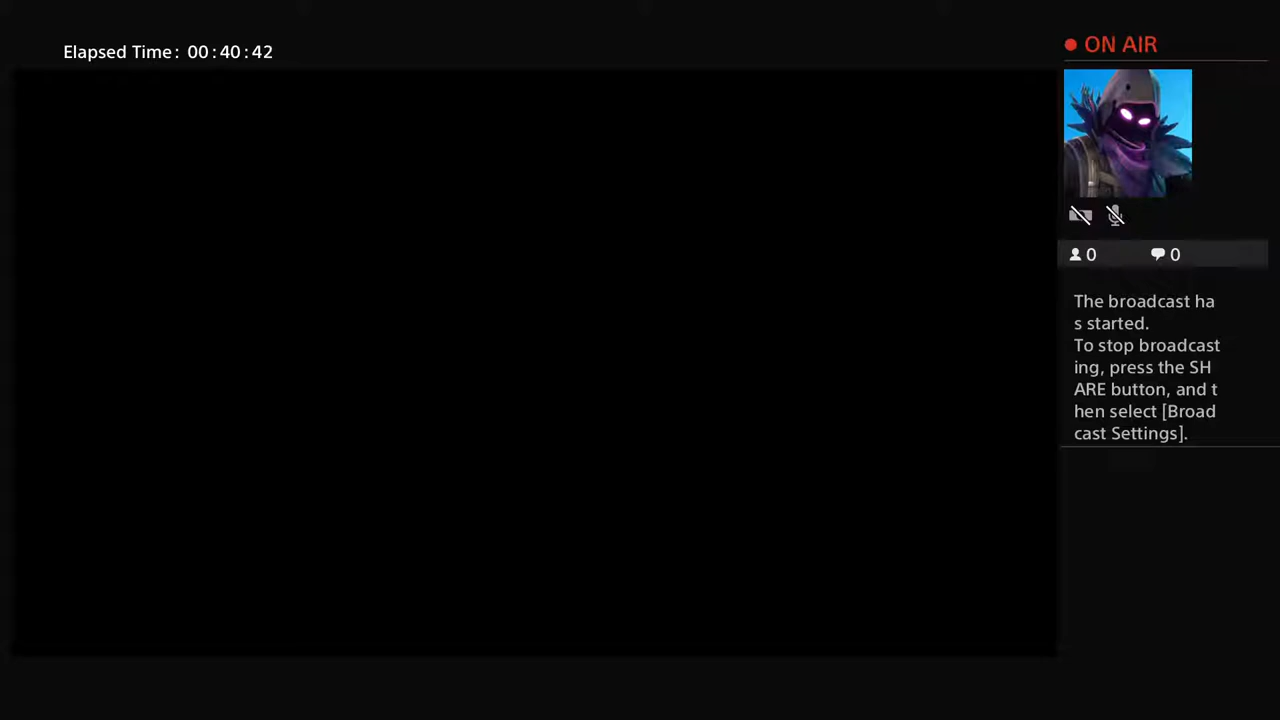 Elapsed Time: 00:40:42
ON AIR
0 0
The broadcast ha
s started.
To stop broadcast
ing, press the SH
ARE button, and t
hen select [Broad
cast Settings].